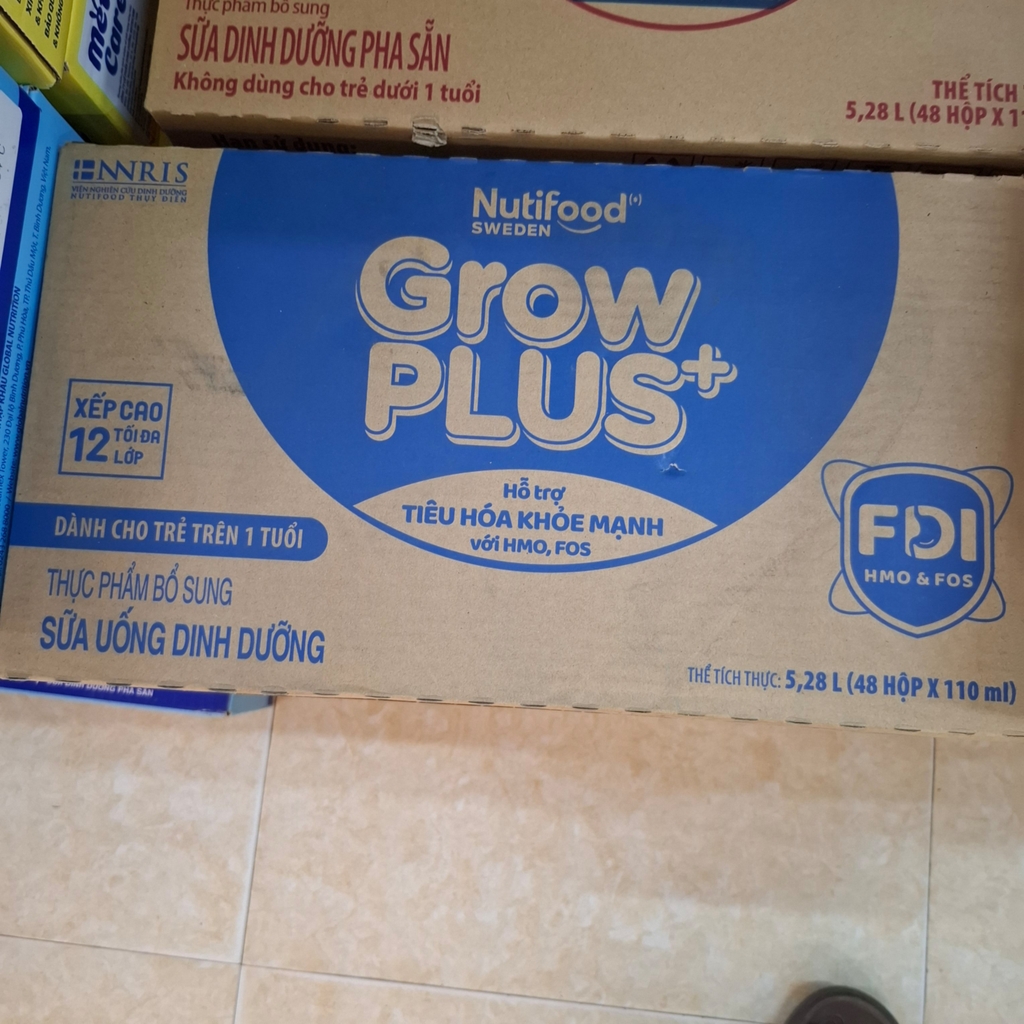 Thực phẩm bổ sung
SỮA DINH DƯỠNG PHA SẴN
Không dùng cho trẻ dưới 1 tuổi
THỂ TÍCH
5,28 L (48 HỘP X
Hạn sử dụng:
NNRIS
VIỆN NGHIÊN CỨU DINH DƯỠNG
NUTIFOOD THỤY ĐIỂN
Nutifood
SWEDEN
GROW
PLUS+
XẾP CAO
12 TỐI ĐA
LỚP
Hỗ trợ
TIÊU HÓA KHỎE MẠNH
với HMO, FOS
FDI
HMO & FOS
DÀNH CHO TRẺ TRÊN 1 TUỔI
THỰC PHẨM BỔ SUNG
SỮA UỐNG DINH DƯỠNG
THỂ TÍCH THỰC: 5,28 L (48 HỘP X 110 ml)